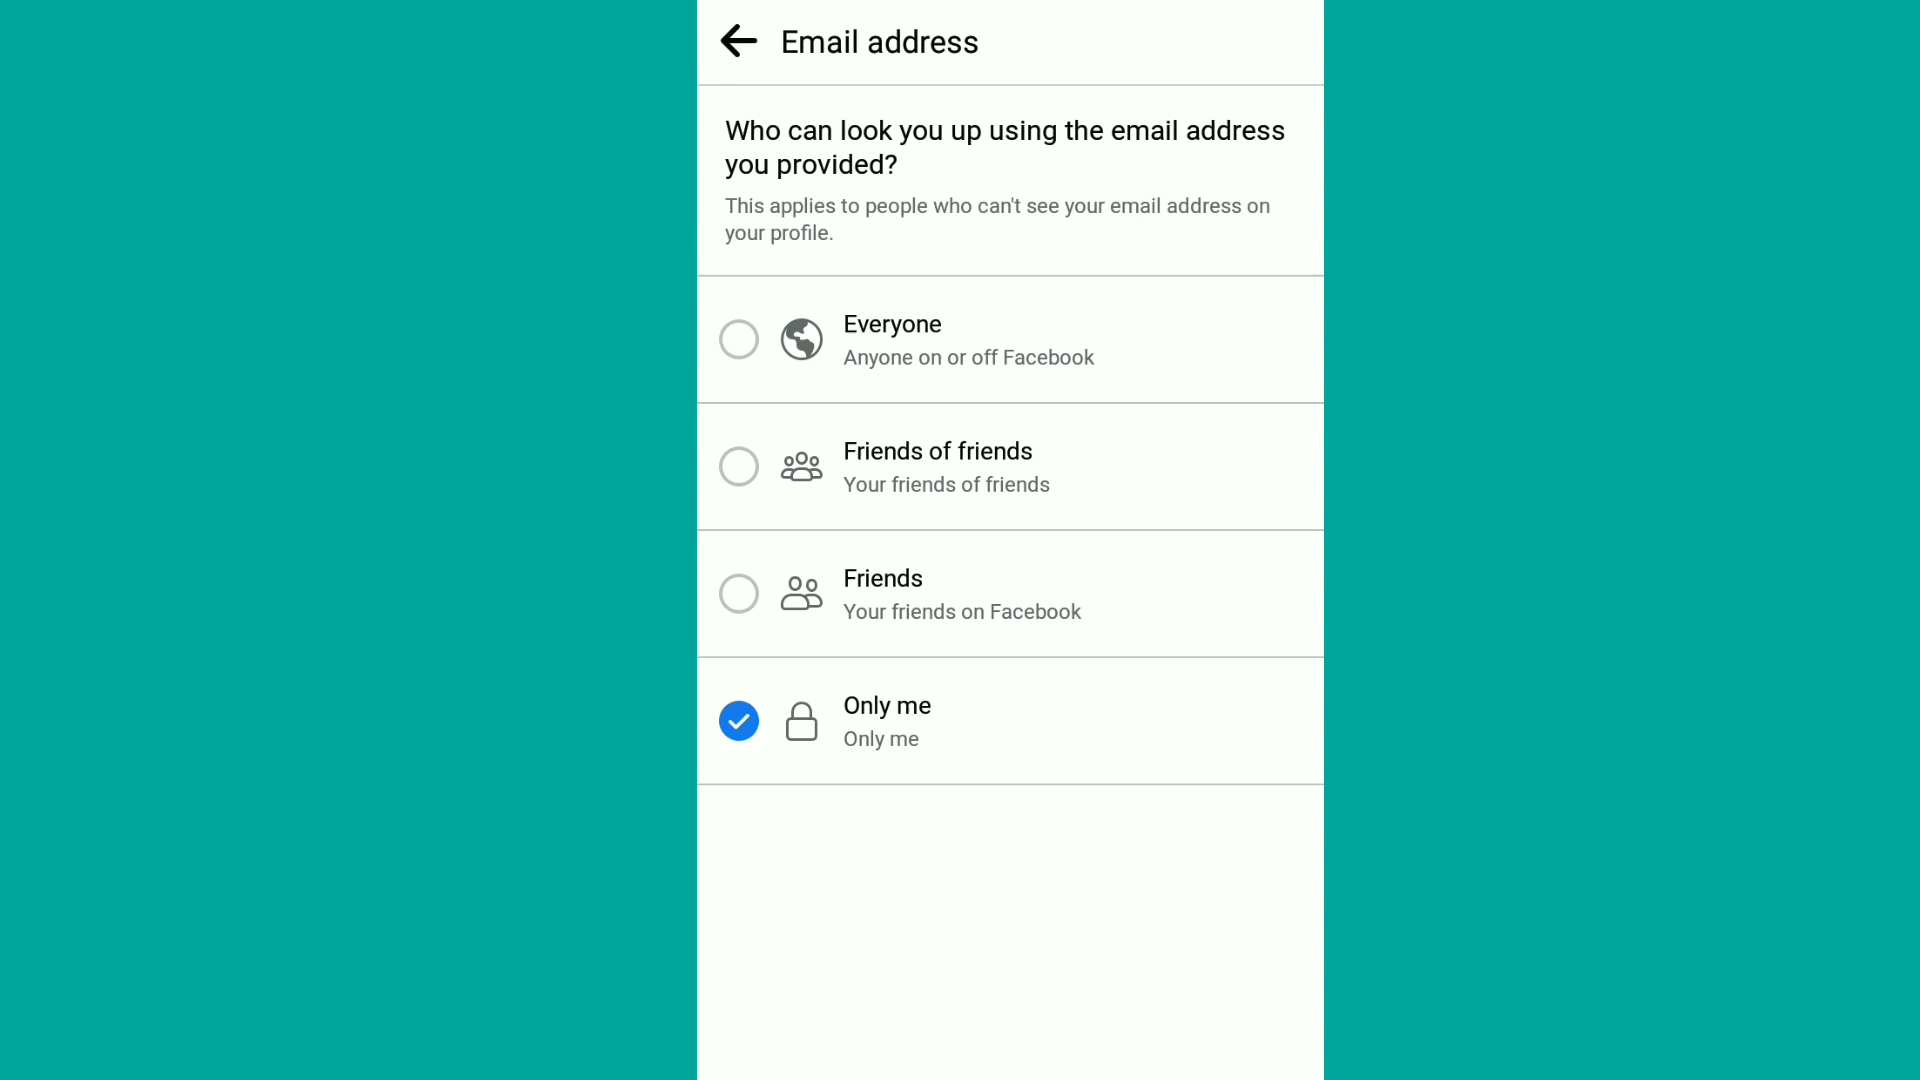 Email address
Who can look you up using the email address
you provided?
This applies to people who can't see your email address on
your profile.
Everyone
Anyone on or off Facebook
Friends of friends
Your friends of friends
Friends
Your friends on Facebook
Only me
Only me